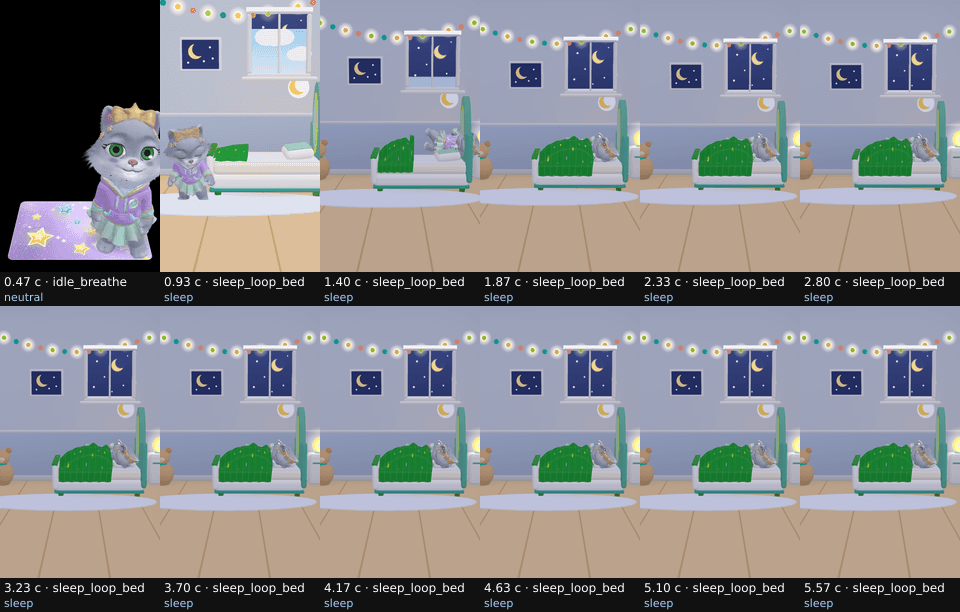 0.47 с · idle_breathe
neutral
0.93 с · sleep_loop_bed
sleep
1.40 с · sleep_loop_bed
sleep
1.87 с · sleep_loop_bed
sleep
2.33 с · sleep_loop_bed
sleep
2.80 с · sleep_loop_bed
sleep
3.23 с · sleep_loop_bed
sleep
3.70 с · sleep_loop_bed
sleep
4.17 с · sleep_loop_bed
sleep
4.63 с · sleep_loop_bed
sleep
5.10 с · sleep_loop_bed
sleep
5.57 с · sleep_loop_bed
sleep